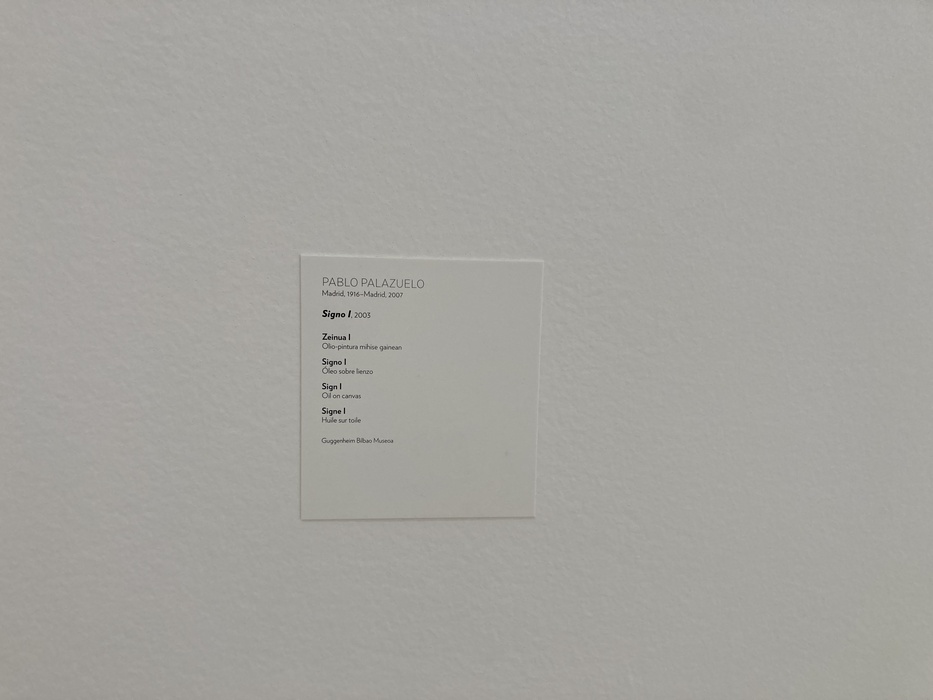 PABLO PALAZUELO
Madrid, 1916–Madrid, 2007
Signo I, 2003
Zeinua I
Olio-pintura mihise gainean
Signo I
Óleo sobre lienzo
Sign I
Oil on canvas
Signe I
Huile sur toile
Guggenheim Bilbao Museoa